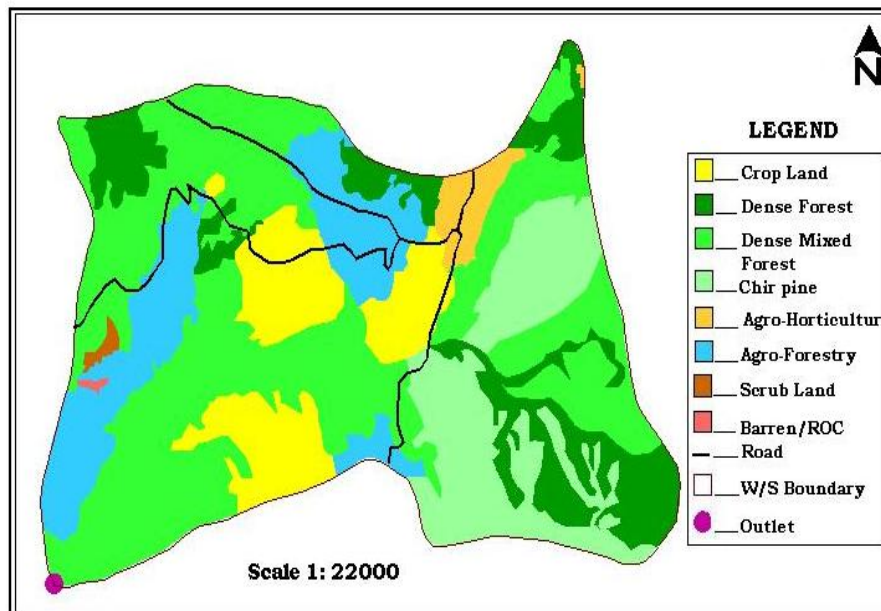 N
LEGEND
Crop Land
Dense Forest
Dense Mixed
Forest
Chir pine
Agro-Horticultur
Agro-Forestry
Scrub Land
Barren/ROC
Road
W/S Boundary
Outlet
Scale 1: 22000